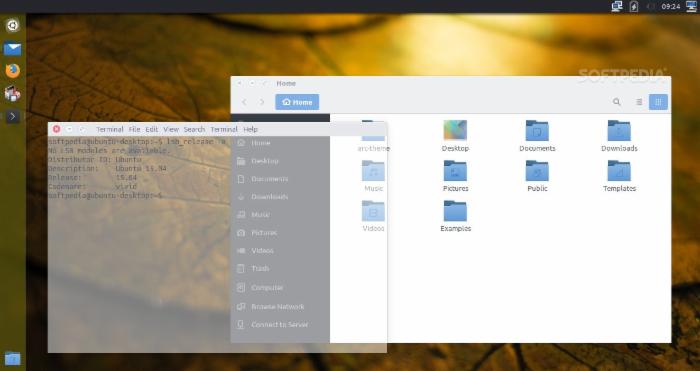 09:24
SOFTPEDIA
Home
Home
Terminal File Edit View Search Terminal Help
softpedia@ubuntu-desktop:~$ lsb_release -a
No LSB modules are available.
Distributor ID: Ubuntu
Description: Ubuntu 15.04
Release: 15.04
Codename: vivid
softpedia@ubuntu-desktop:~$
Home
Desktop
Documents
Downloads
Music
Pictures
Videos
Trash
Computer
Browse Network
Connect to Server
arc-theme
Desktop
Documents
Downloads
Music
Pictures
Public
Templates
Videos
Examples